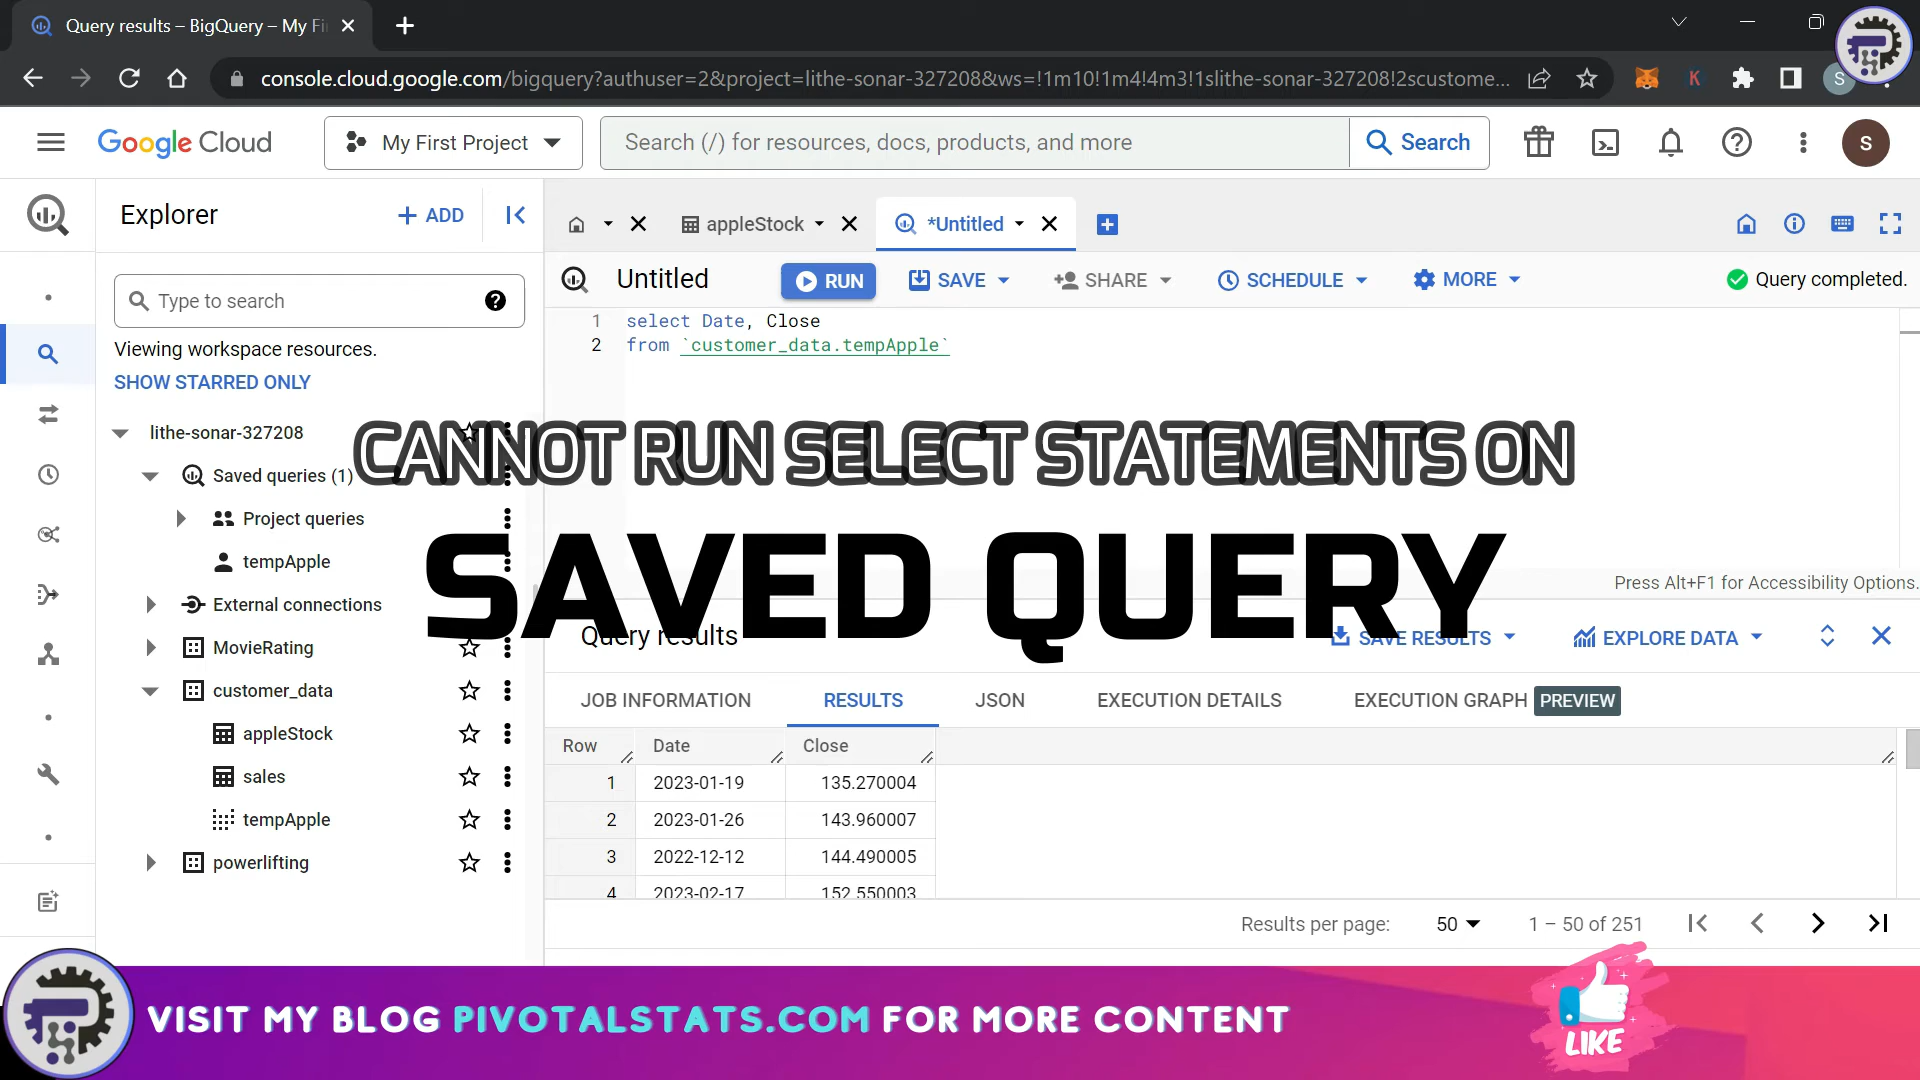 Query results – BigQuery – My Fi
console.cloud.google.com/bigquery?authuser=2&project=lithe-sonar-327208&ws=!1m10!1m4!4m3!1slithe-sonar-327208!2scustome...
K
S
Google Cloud
My First Project
Search (/) for resources, docs, products, and more
Search
S
Explorer
+ ADD
appleStock
*Untitled
Untitled
RUN
SAVE
SHARE
SCHEDULE
MORE
Query completed.
Type to search
Viewing workspace resources.
SHOW STARRED ONLY
1 select Date, Close
2 from `customer_data.tempApple`
lithe-sonar-327208
Saved queries (1)
Project queries
tempApple
External connections
MovieRating
customer_data
appleStock
sales
tempApple
powerlifting
CANNOT RUN SELECT STATEMENTS ON
SAVED QUERY
Press Alt+F1 for Accessibility Options.
Query results
SAVE RESULTS
EXPLORE DATA
JOB INFORMATION
RESULTS
JSON
EXECUTION DETAILS
EXECUTION GRAPH
PREVIEW
Row Date Close
1 2023-01-19 135.270004
2 2023-01-26 143.960007
3 2022-12-12 144.490005
4 2023-02-17 152.550003
Results per page: 50 1 – 50 of 251
VISIT MY BLOG PIVOTALSTATS.COM FOR MORE CONTENT
LIKE